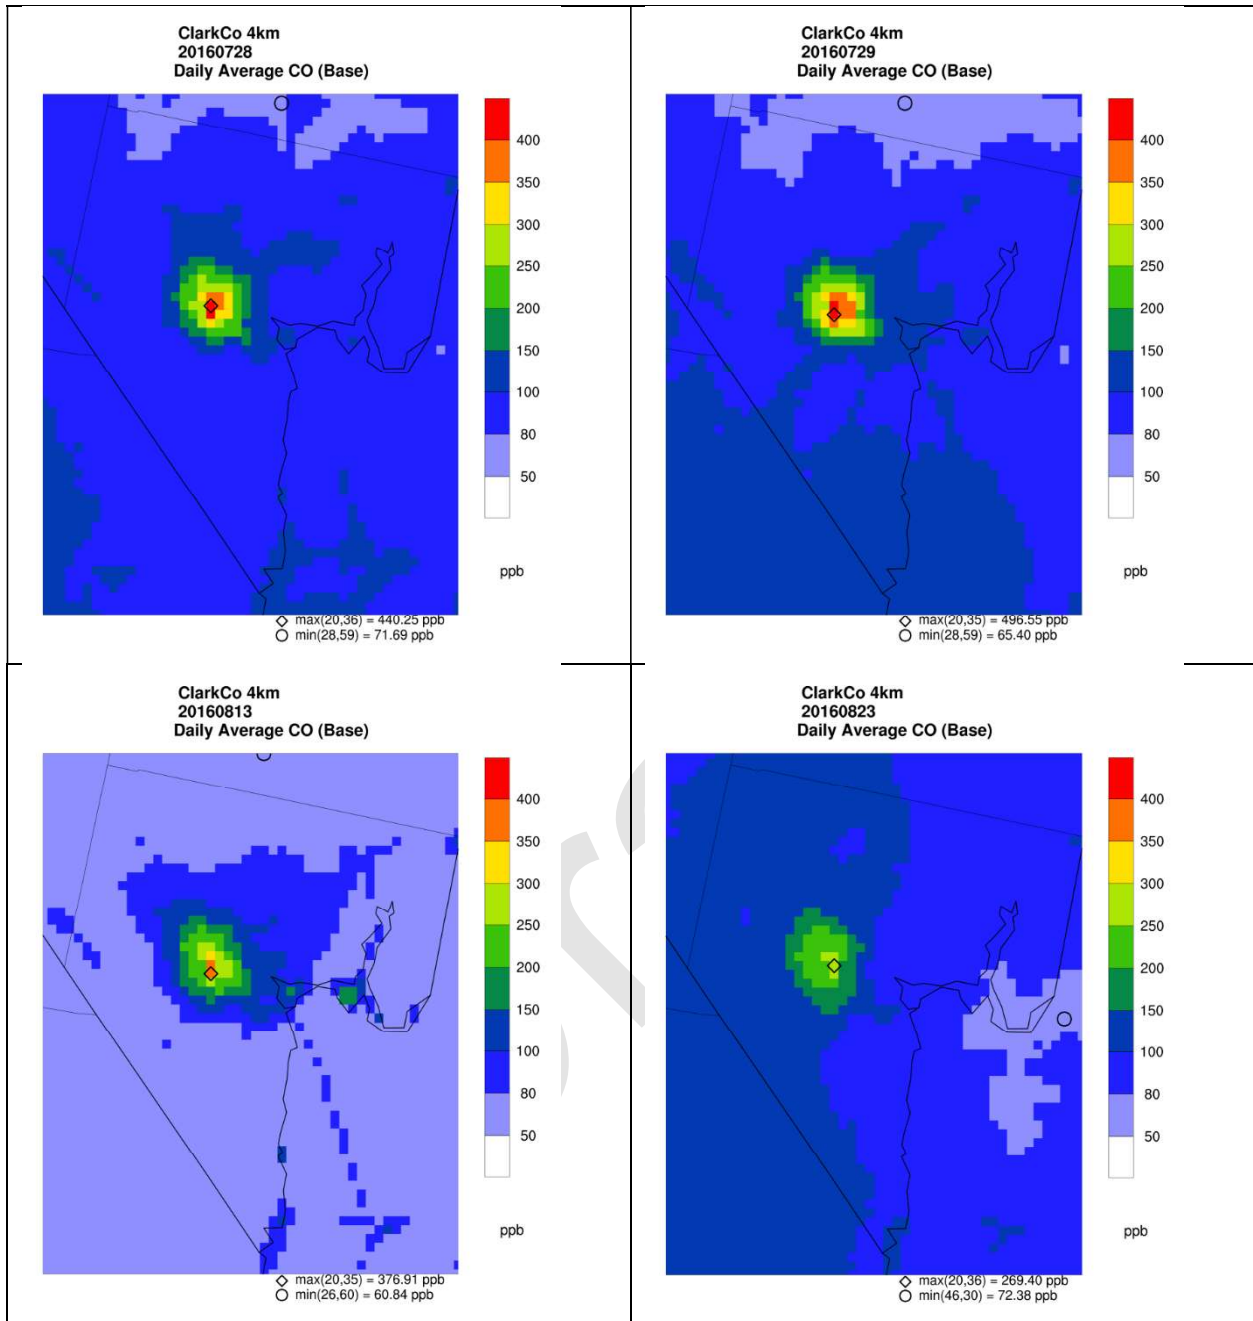 ClarkCo 4km
20160728
Daily Average CO (Base)
400
350
300
250
200
150
100
80
50
ppb
max(20,36) = 440.25 ppb
min(28,59) = 71.69 ppb
ClarkCo 4km
20160729
Daily Average CO (Base)
400
350
300
250
200
150
100
80
50
ppb
max(20,35) = 496.55 ppb
min(28,59) = 65.40 ppb
ClarkCo 4km
20160813
Daily Average CO (Base)
400
350
300
250
200
150
100
80
50
ppb
max(20,35) = 376.91 ppb
min(26,60) = 60.84 ppb
ClarkCo 4km
20160823
Daily Average CO (Base)
400
350
300
250
200
150
100
80
50
ppb
max(20,36) = 269.40 ppb
min(46,30) = 72.38 ppb